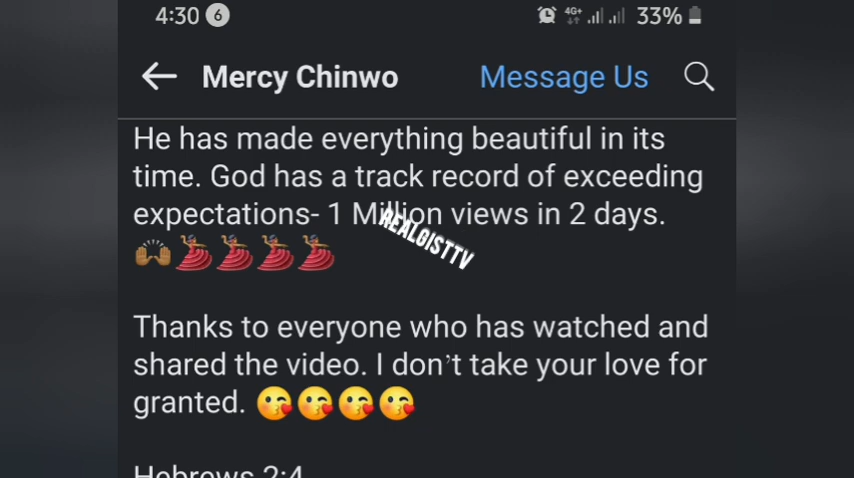 4:30 6 4G+ 33%
Mercy Chinwo Message Us
He has made everything beautiful in its
time. God has a track record of exceeding
expectations- 1 Million views in 2 days.
🙌🏾💃🏾💃🏾💃🏾💃🏾
REALGISTTV
Thanks to everyone who has watched and
shared the video. I don't take your love for
granted. 😘😘😘😘
Hebrews 2:4